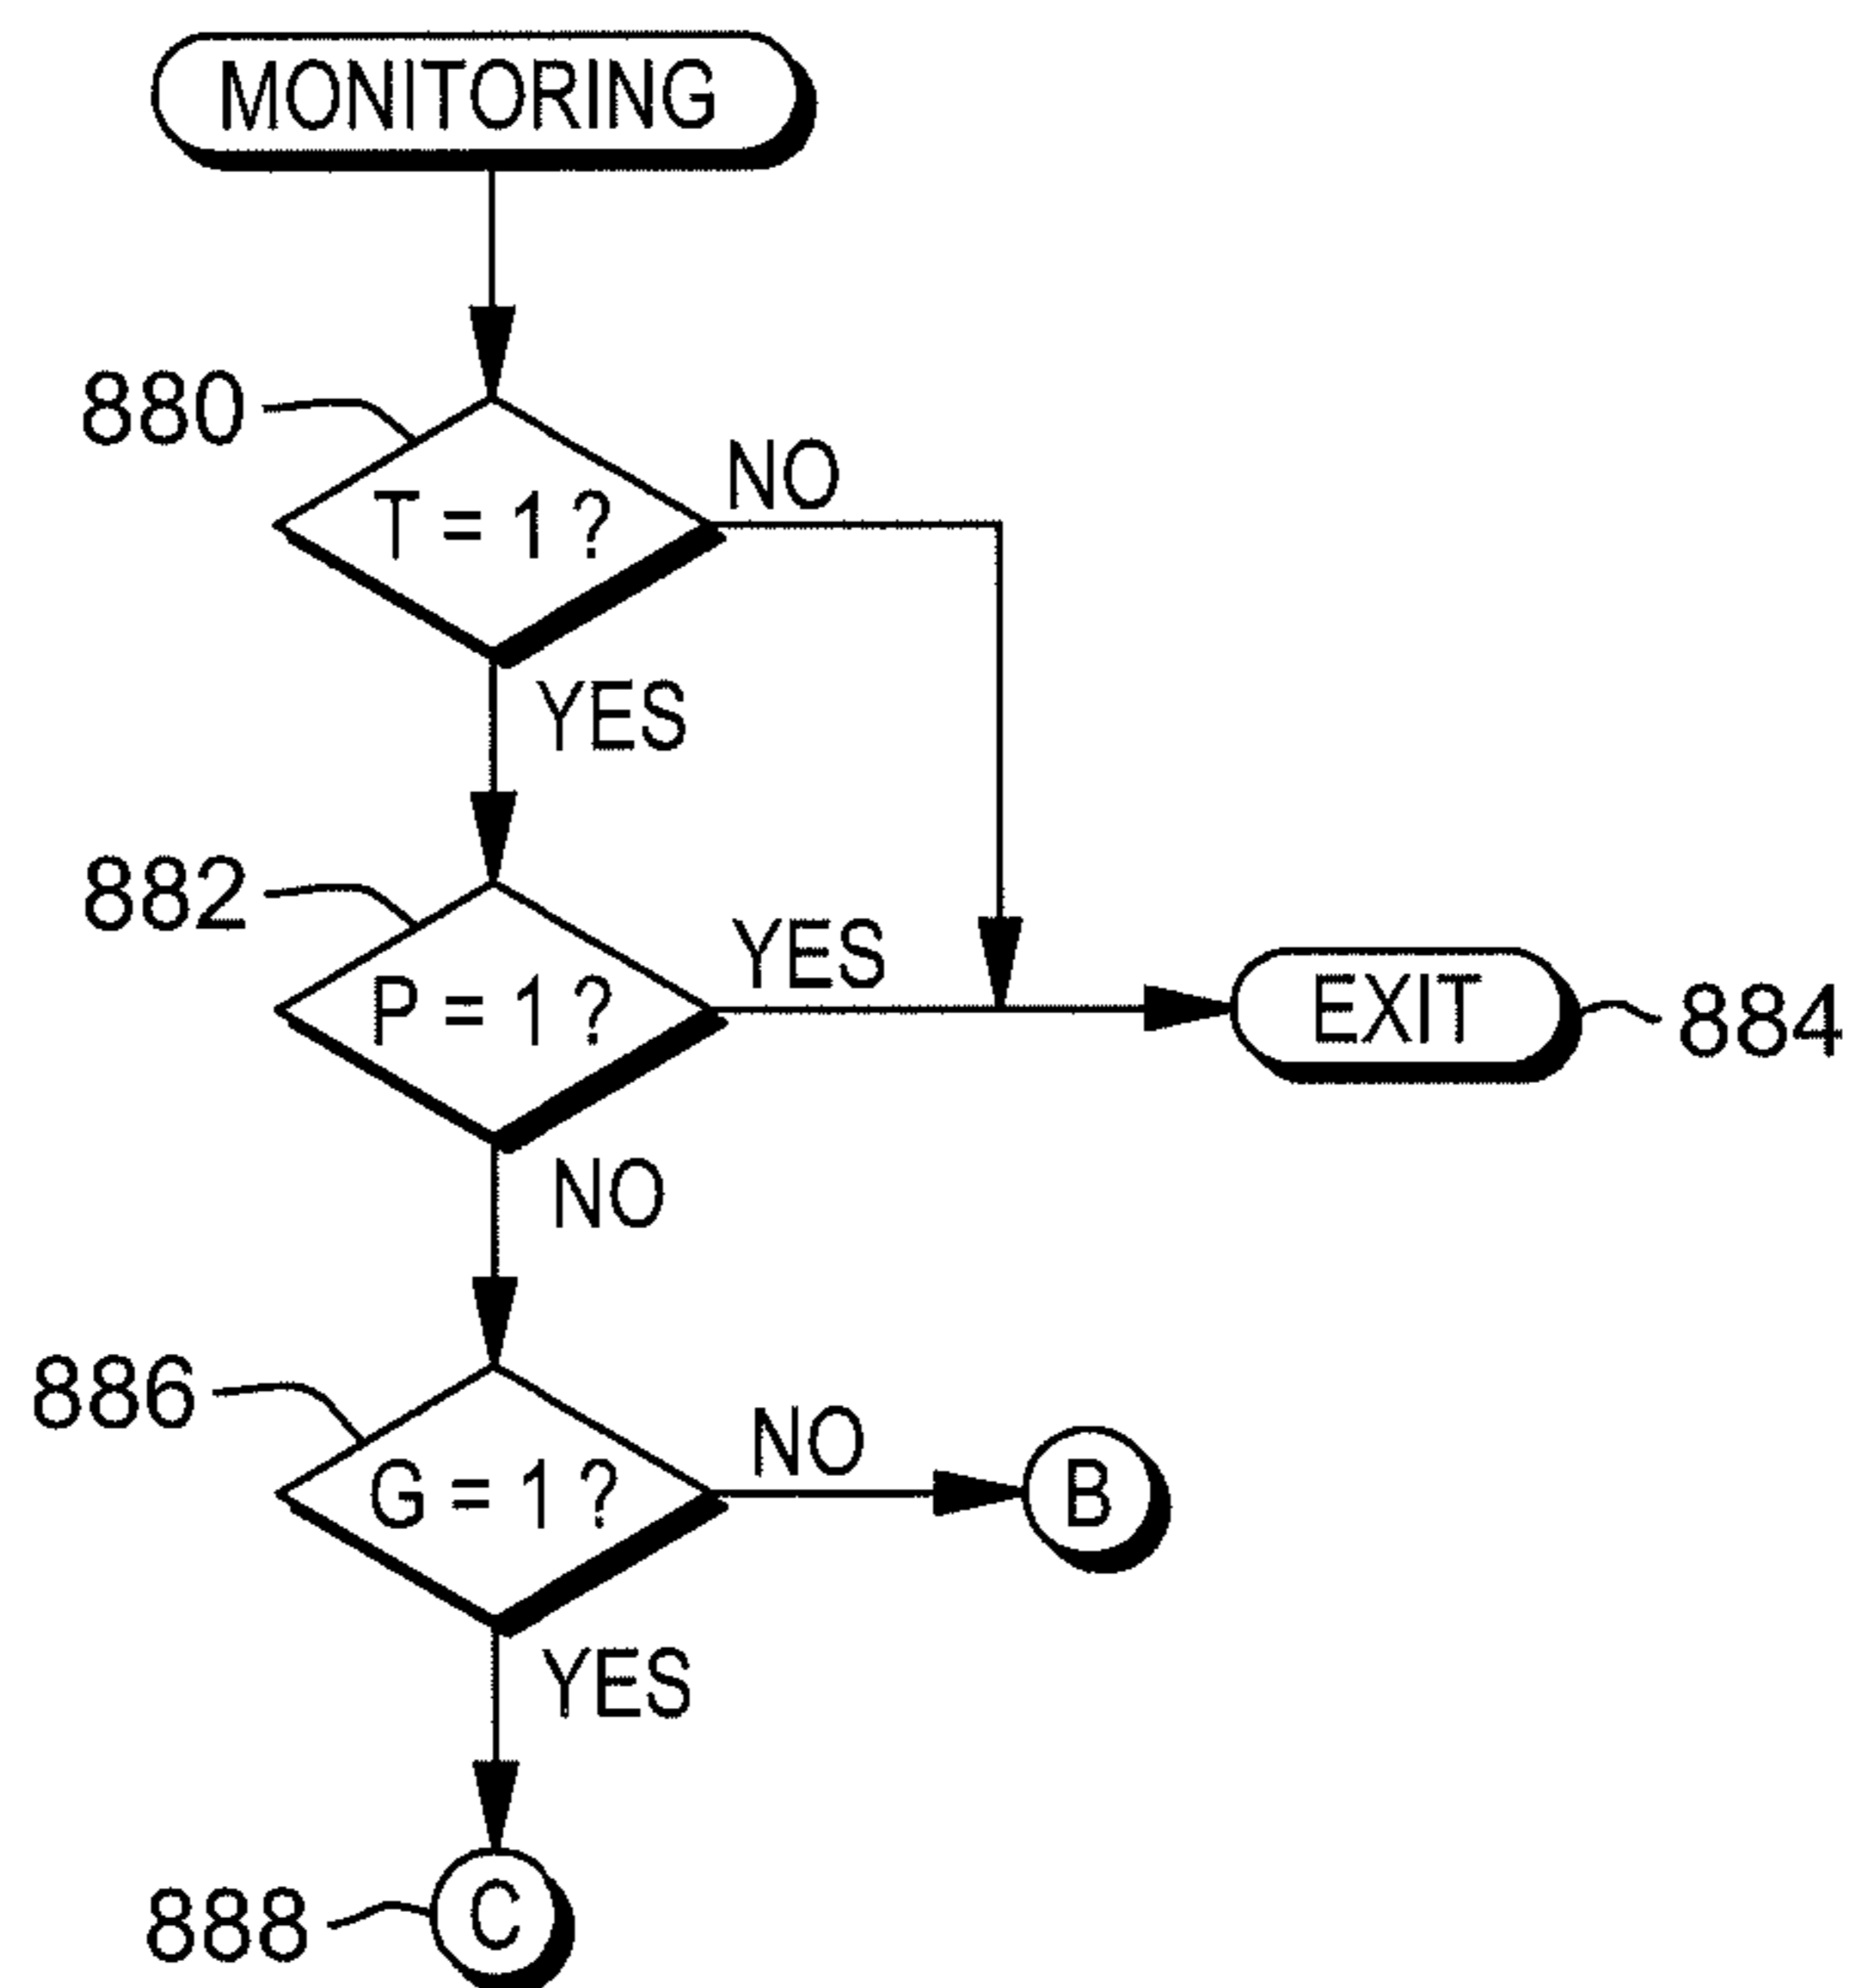 MONITORING
880
T = 1 ?
NO
YES
882
P = 1 ?
YES
EXIT
884
NO
886
G = 1 ?
NO
B
YES
888
C